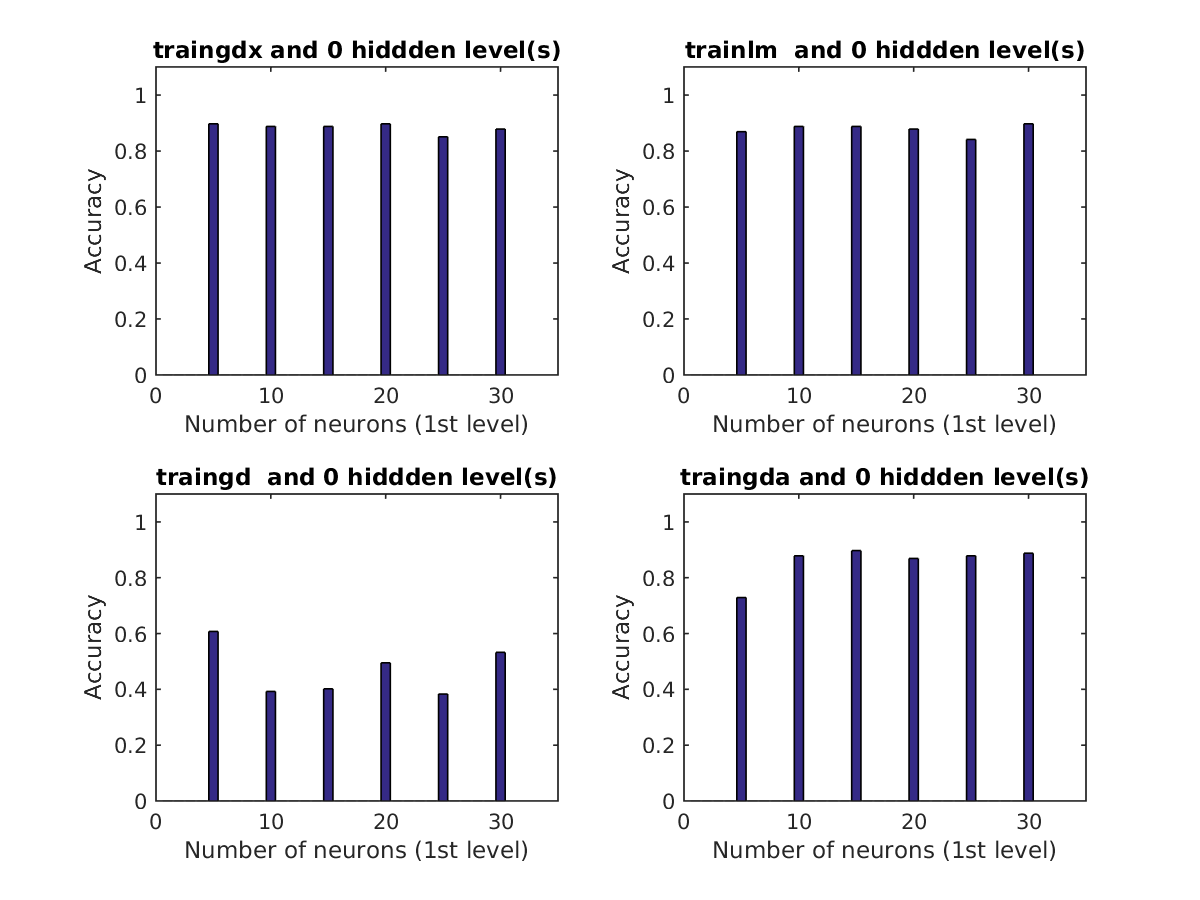 traingdx and 0 hiddden level(s)
1
0.8
0.6
0.4
0.2
0
Accuracy
0 10 20 30
Number of neurons (1st level)
trainlm and 0 hiddden level(s)
1
0.8
0.6
0.4
0.2
0
Accuracy
0 10 20 30
Number of neurons (1st level)
traingd and 0 hiddden level(s)
1
0.8
0.6
0.4
0.2
0
Accuracy
0 10 20 30
Number of neurons (1st level)
traingda and 0 hiddden level(s)
1
0.8
0.6
0.4
0.2
0
Accuracy
0 10 20 30
Number of neurons (1st level)